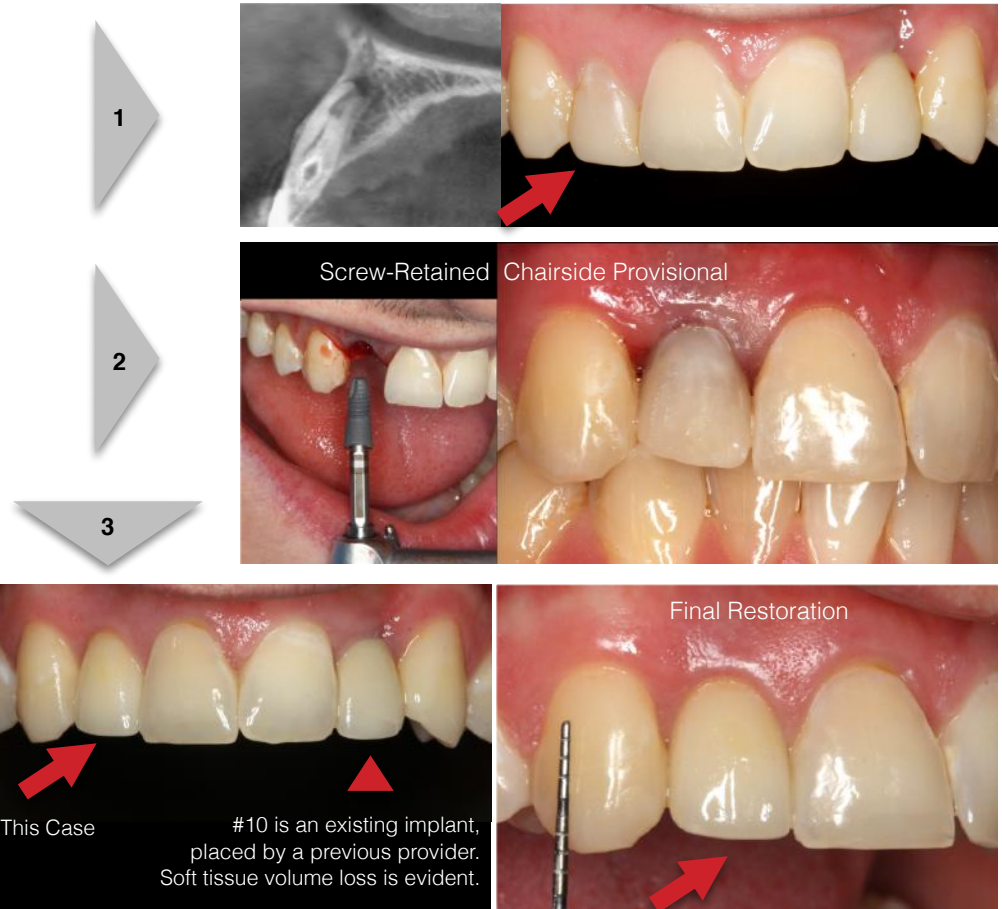 1
2
Screw-Retained Chairside Provisional
3
Final Restoration
This Case
#10 is an existing implant,
placed by a previous provider.
Soft tissue volume loss is evident.